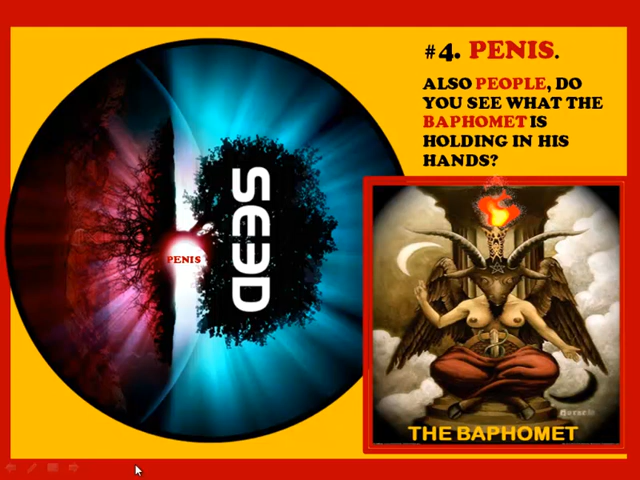 #4. PENIS.
ALSO PEOPLE, DO
YOU SEE WHAT THE
BAPHOMET IS
HOLDING IN HIS
HANDS?
SEED
PENIS
THE BAPHOMET